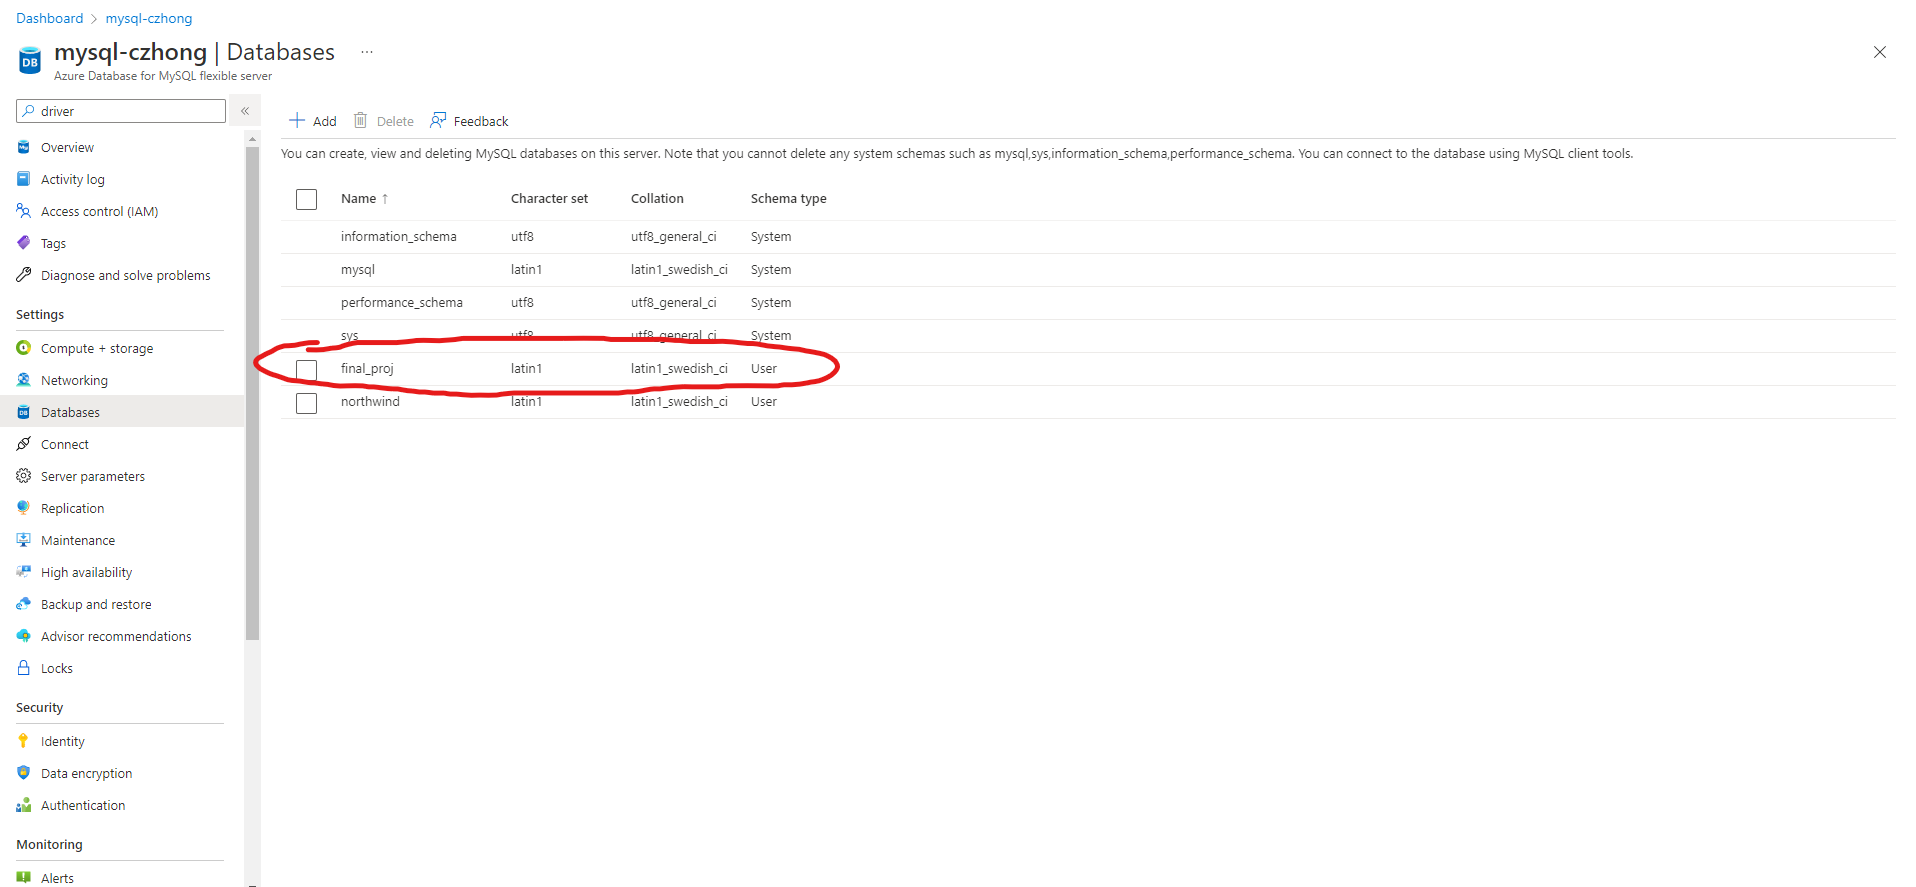 Dashboard > mysql-czhong
mysql-czhong | Databases ...
Azure Database for MySQL flexible server
driver
«
Add Delete Feedback
You can create, view and deleting MySQL databases on this server. Note that you cannot delete any system schemas such as mysql,sys,information_schema,performance_schema. You can connect to the database using MySQL client tools.
Name ↑ Character set Collation Schema type
information_schema utf8 utf8_general_ci System
mysql latin1 latin1_swedish_ci System
performance_schema utf8 utf8_general_ci System
sys utf8 utf8_general_ci System
final_proj latin1 latin1_swedish_ci User
northwind latin1 latin1_swedish_ci User
Overview
Activity log
Access control (IAM)
Tags
Diagnose and solve problems
Settings
Compute + storage
Networking
Databases
Connect
Server parameters
Replication
Maintenance
High availability
Backup and restore
Advisor recommendations
Locks
Security
Identity
Data encryption
Authentication
Monitoring
Alerts